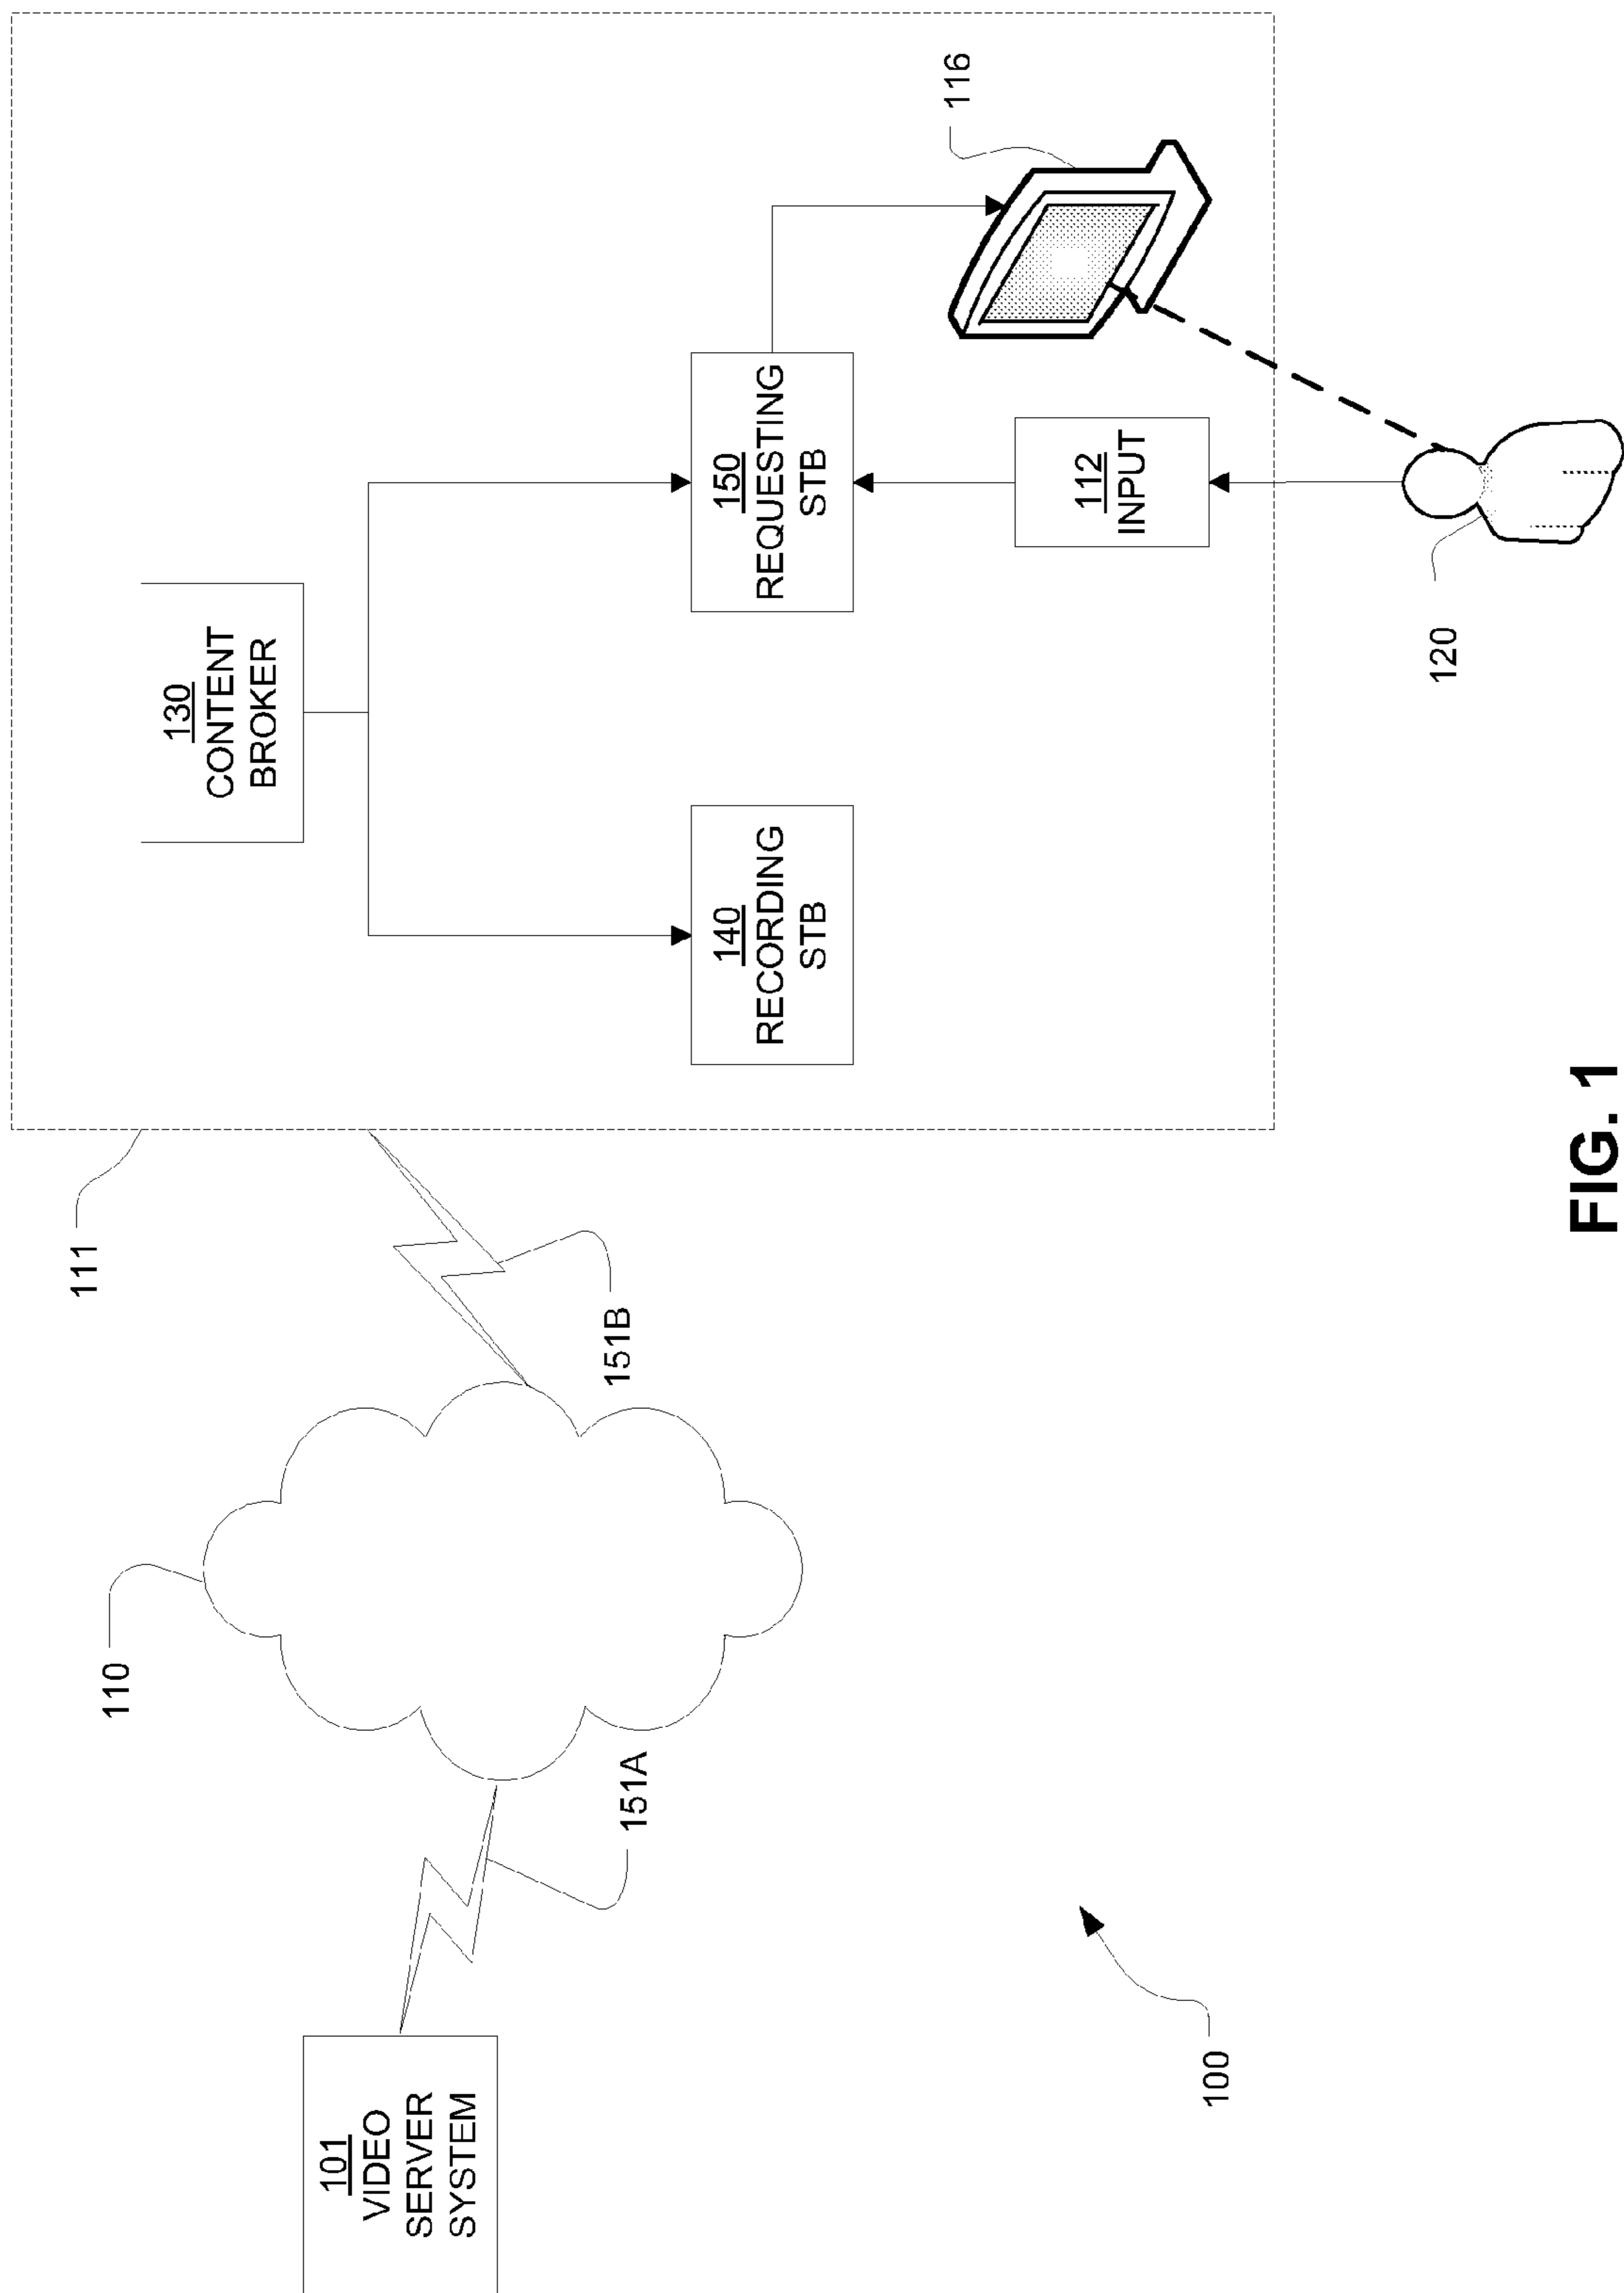 111
130
CONTENT
BROKER
110
101
VIDEO
SERVER
SYSTEM
151A
151B
140
RECORDING
STB
150
REQUESTING
STB
116
112
INPUT
100
120
FIG. 1